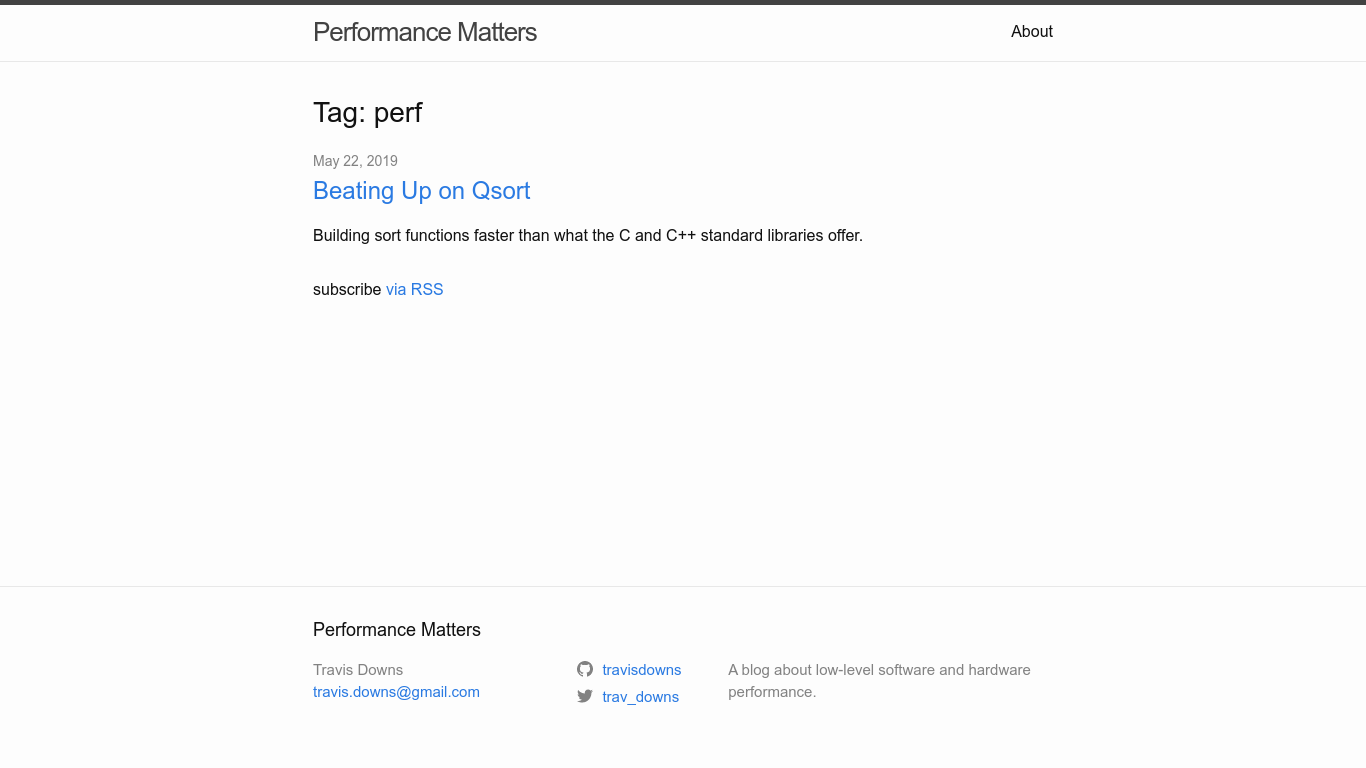 Performance Matters
About
Tag: perf
May 22, 2019
Beating Up on Qsort
Building sort functions faster than what the C and C++ standard libraries offer.
subscribe via RSS
Performance Matters
Travis Downs
travis.downs@gmail.com
travisdowns
trav_downs
A blog about low-level software and hardware
performance.